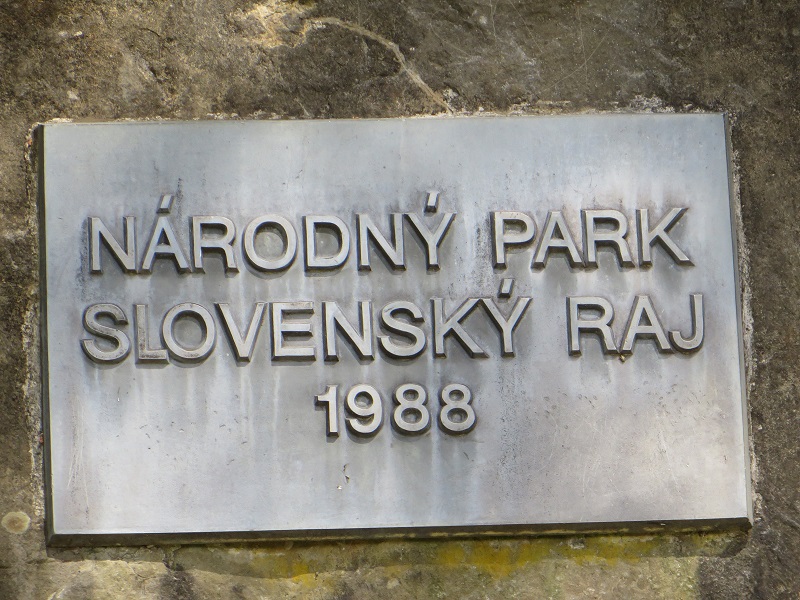 NÁRODNÝ PARK
SLOVENSKÝ RAJ
1988